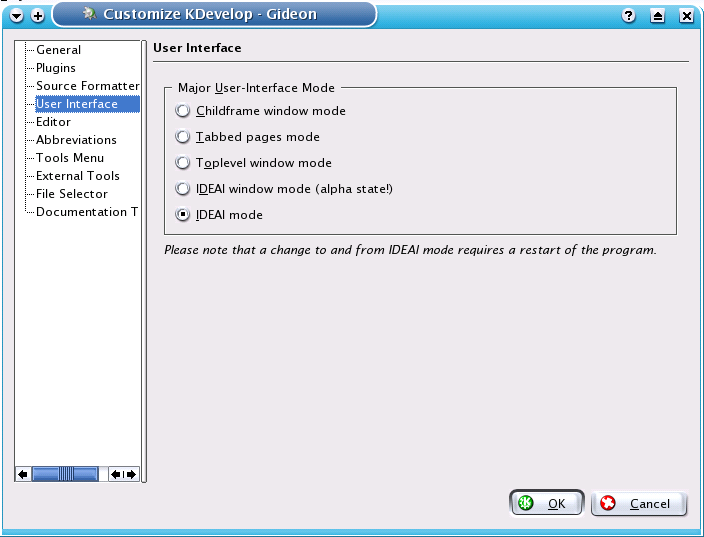 Customize KDevelop - Gideon
General
Plugins
Source Formatter
User Interface
Editor
Abbreviations
Tools Menu
External Tools
File Selector
Documentation T
User Interface
Major User-Interface Mode
Childframe window mode
Tabbed pages mode
Toplevel window mode
IDEAl window mode (alpha state!)
IDEAl mode
Please note that a change to and from IDEAl mode requires a restart of the program.
OK
Cancel